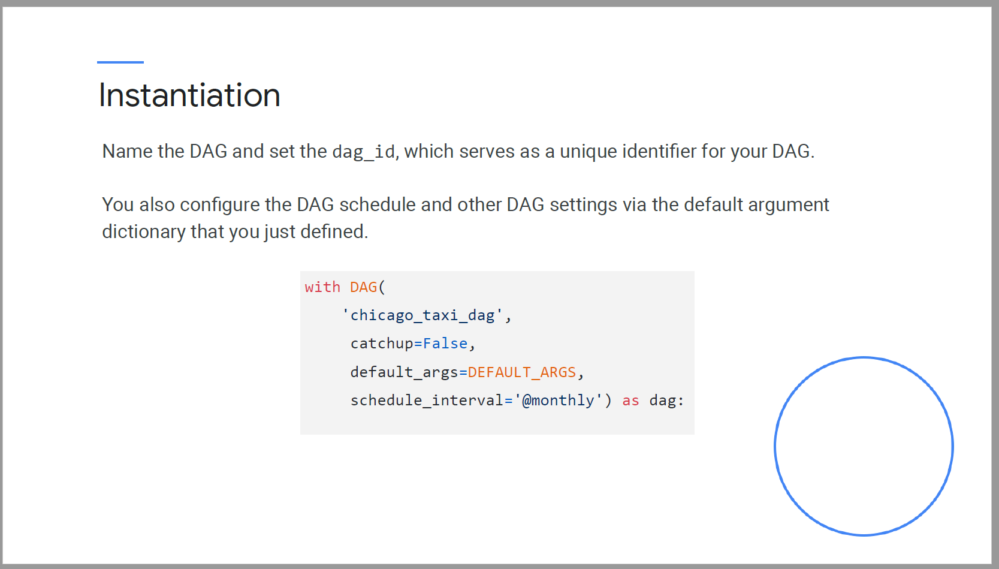 Instantiation
Name the DAG and set the dag_id, which serves as a unique identifier for your DAG.
You also configure the DAG schedule and other DAG settings via the default argument
dictionary that you just defined.
with DAG(
    'chicago_taxi_dag',
     catchup=False,
     default_args=DEFAULT_ARGS,
     schedule_interval='@monthly') as dag: